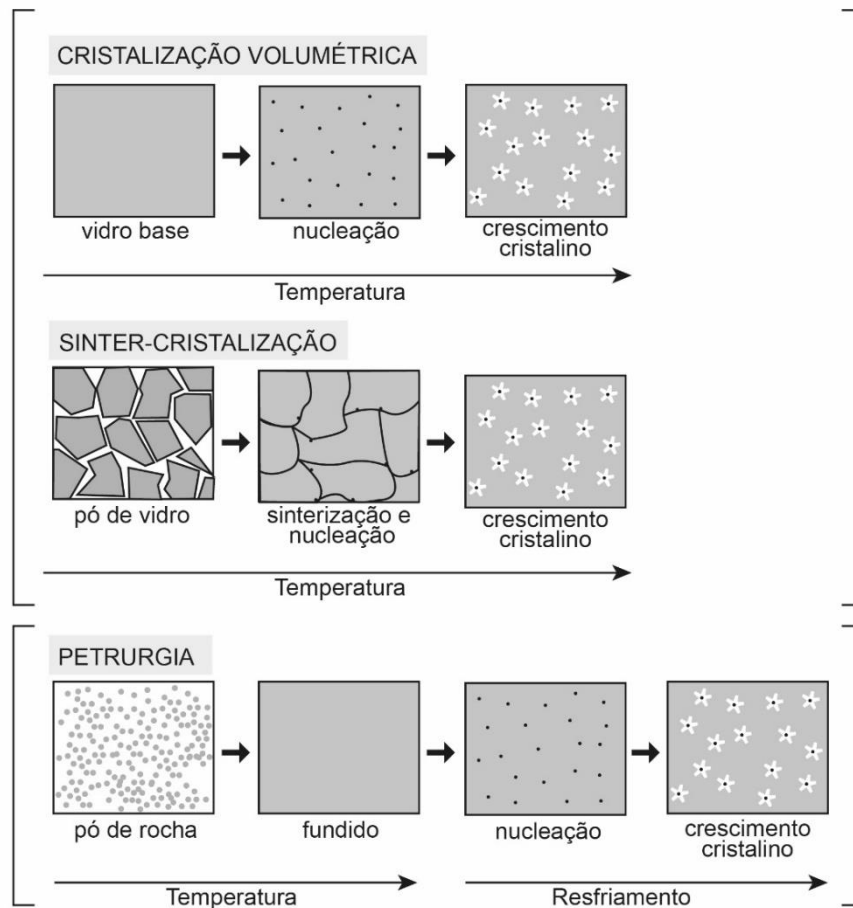 CRISTALIZAÇÃO VOLUMÉTRICA
vidro base
nucleação
crescimento
cristalino
Temperatura
SINTER-CRISTALIZAÇÃO
pó de vidro
sinterização e
nucleação
crescimento
cristalino
Temperatura
PETRURGIA
pó de rocha
fundido
nucleação
crescimento
cristalino
Temperatura
Resfriamento